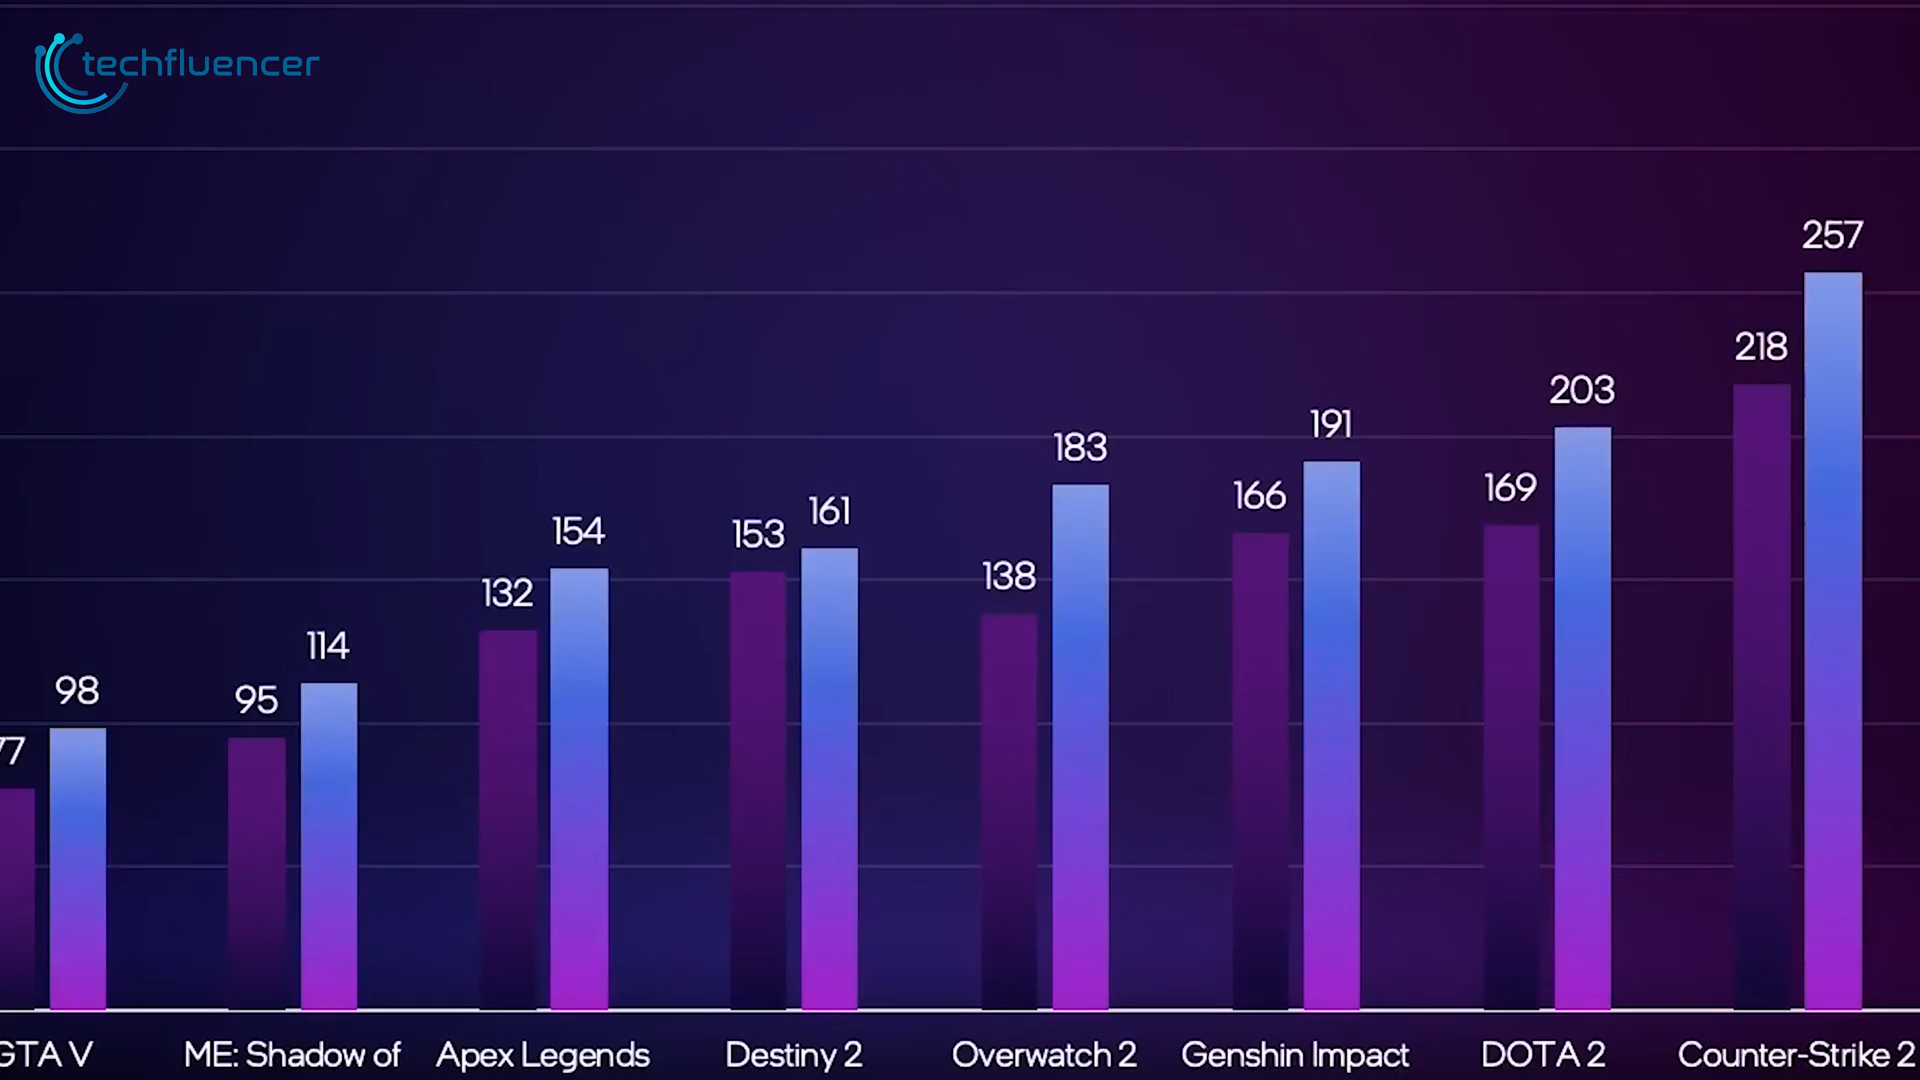 techfluencer
257
218
203
191
183
169
166
161
154
153
138
132
114
98
95
77
GTA V
ME: Shadow of
Apex Legends
Destiny 2
Overwatch 2
Genshin Impact
DOTA 2
Counter-Strike 2